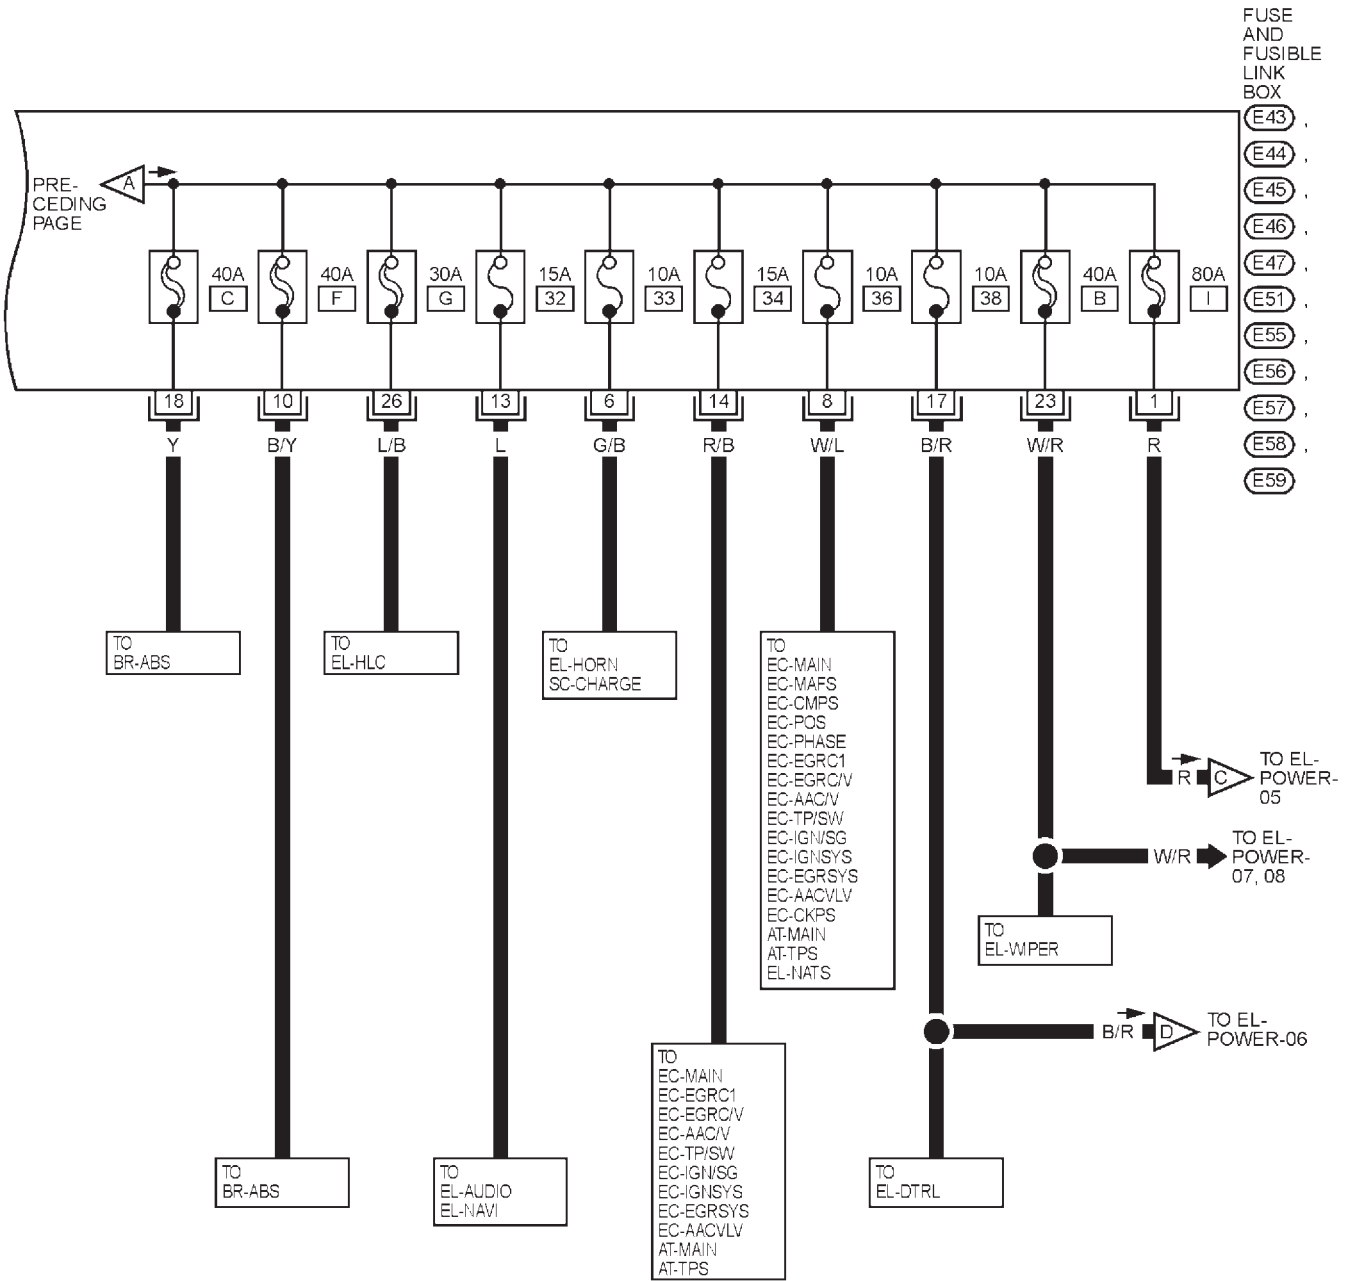 FUSE
AND
FUSIBLE
LINK
BOX
E43 ,
E44 ,
E45 ,
E46 ,
E47 ,
E51 ,
E55 ,
E56 ,
E57 ,
E58 ,
E59
PRE-
CEDING
PAGE
A
40A 40A 30A 15A 10A 15A 10A 10A 40A 80A
C F G 32 33 34 36 38 B I
18 10 26 13 6 14 8 17 23 1
Y B/Y L/B L G/B R/B W/L B/R W/R R
TO
BR-ABS
TO
EL-HLC
TO
EL-HORN
SC-CHARGE
TO
EC-MAIN
EC-MAFS
EC-CMPS
EC-POS
EC-PHASE
EC-EGRC1
EC-EGRC/V
EC-AAC/V
EC-TP/SW
EC-IGN/SG
EC-IGNSYS
EC-EGRSYS
EC-AACVLV
EC-CKPS
AT-MAIN
AT-TPS
EL-NATS
R C
TO EL-
POWER-
05
W/R
TO EL-
POWER-
07, 08
TO
EL-WIPER
B/R D
TO EL-
POWER-06
TO
EC-MAIN
EC-EGRC1
EC-EGRC/V
EC-AAC/V
EC-TP/SW
EC-IGN/SG
EC-IGNSYS
EC-EGRSYS
EC-AACVLV
AT-MAIN
AT-TPS
TO
BR-ABS
TO
EL-AUDIO
EL-NAVI
TO
EL-DTRL